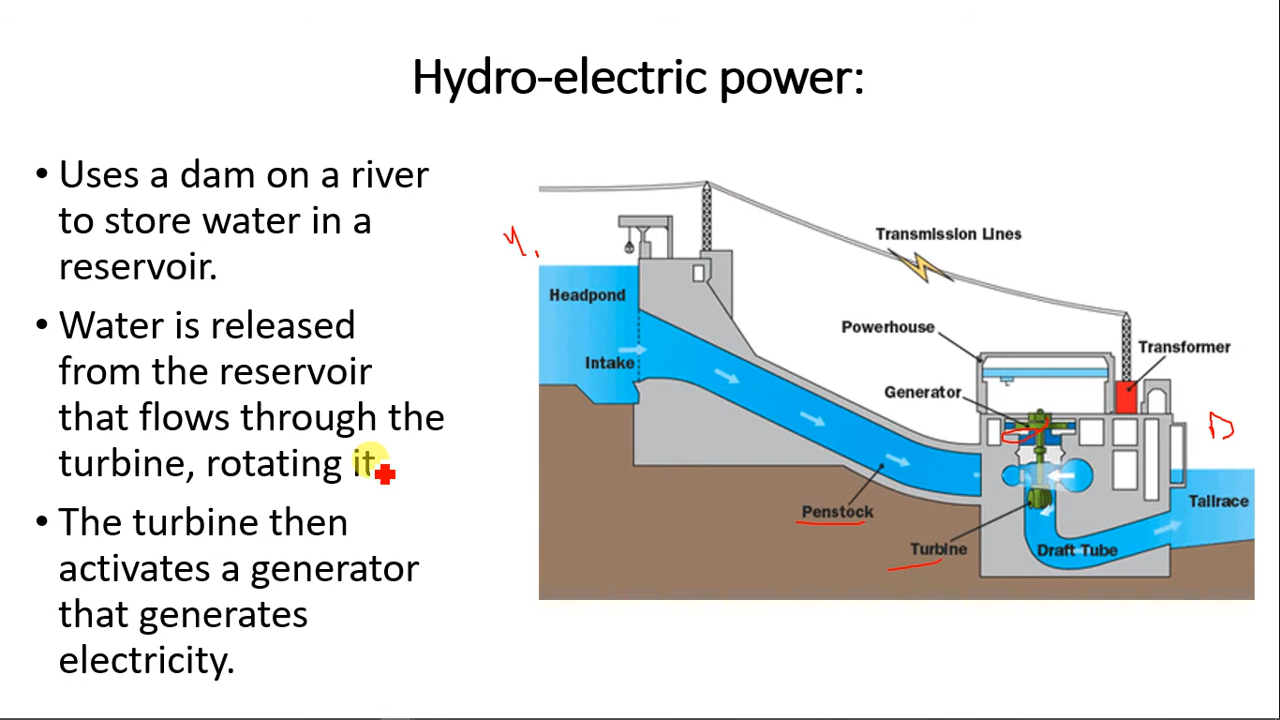 Hydro-electric power:
• Uses a dam on a river
to store water in a
reservoir.
• Water is released
from the reservoir
that flows through the
turbine, rotating it.
• The turbine then
activates a generator
that generates
electricity.
Transmission Lines
Headpond
Powerhouse
Transformer
Intake
Generator
D
Penstock
Tailrace
Turbine
Draft Tube